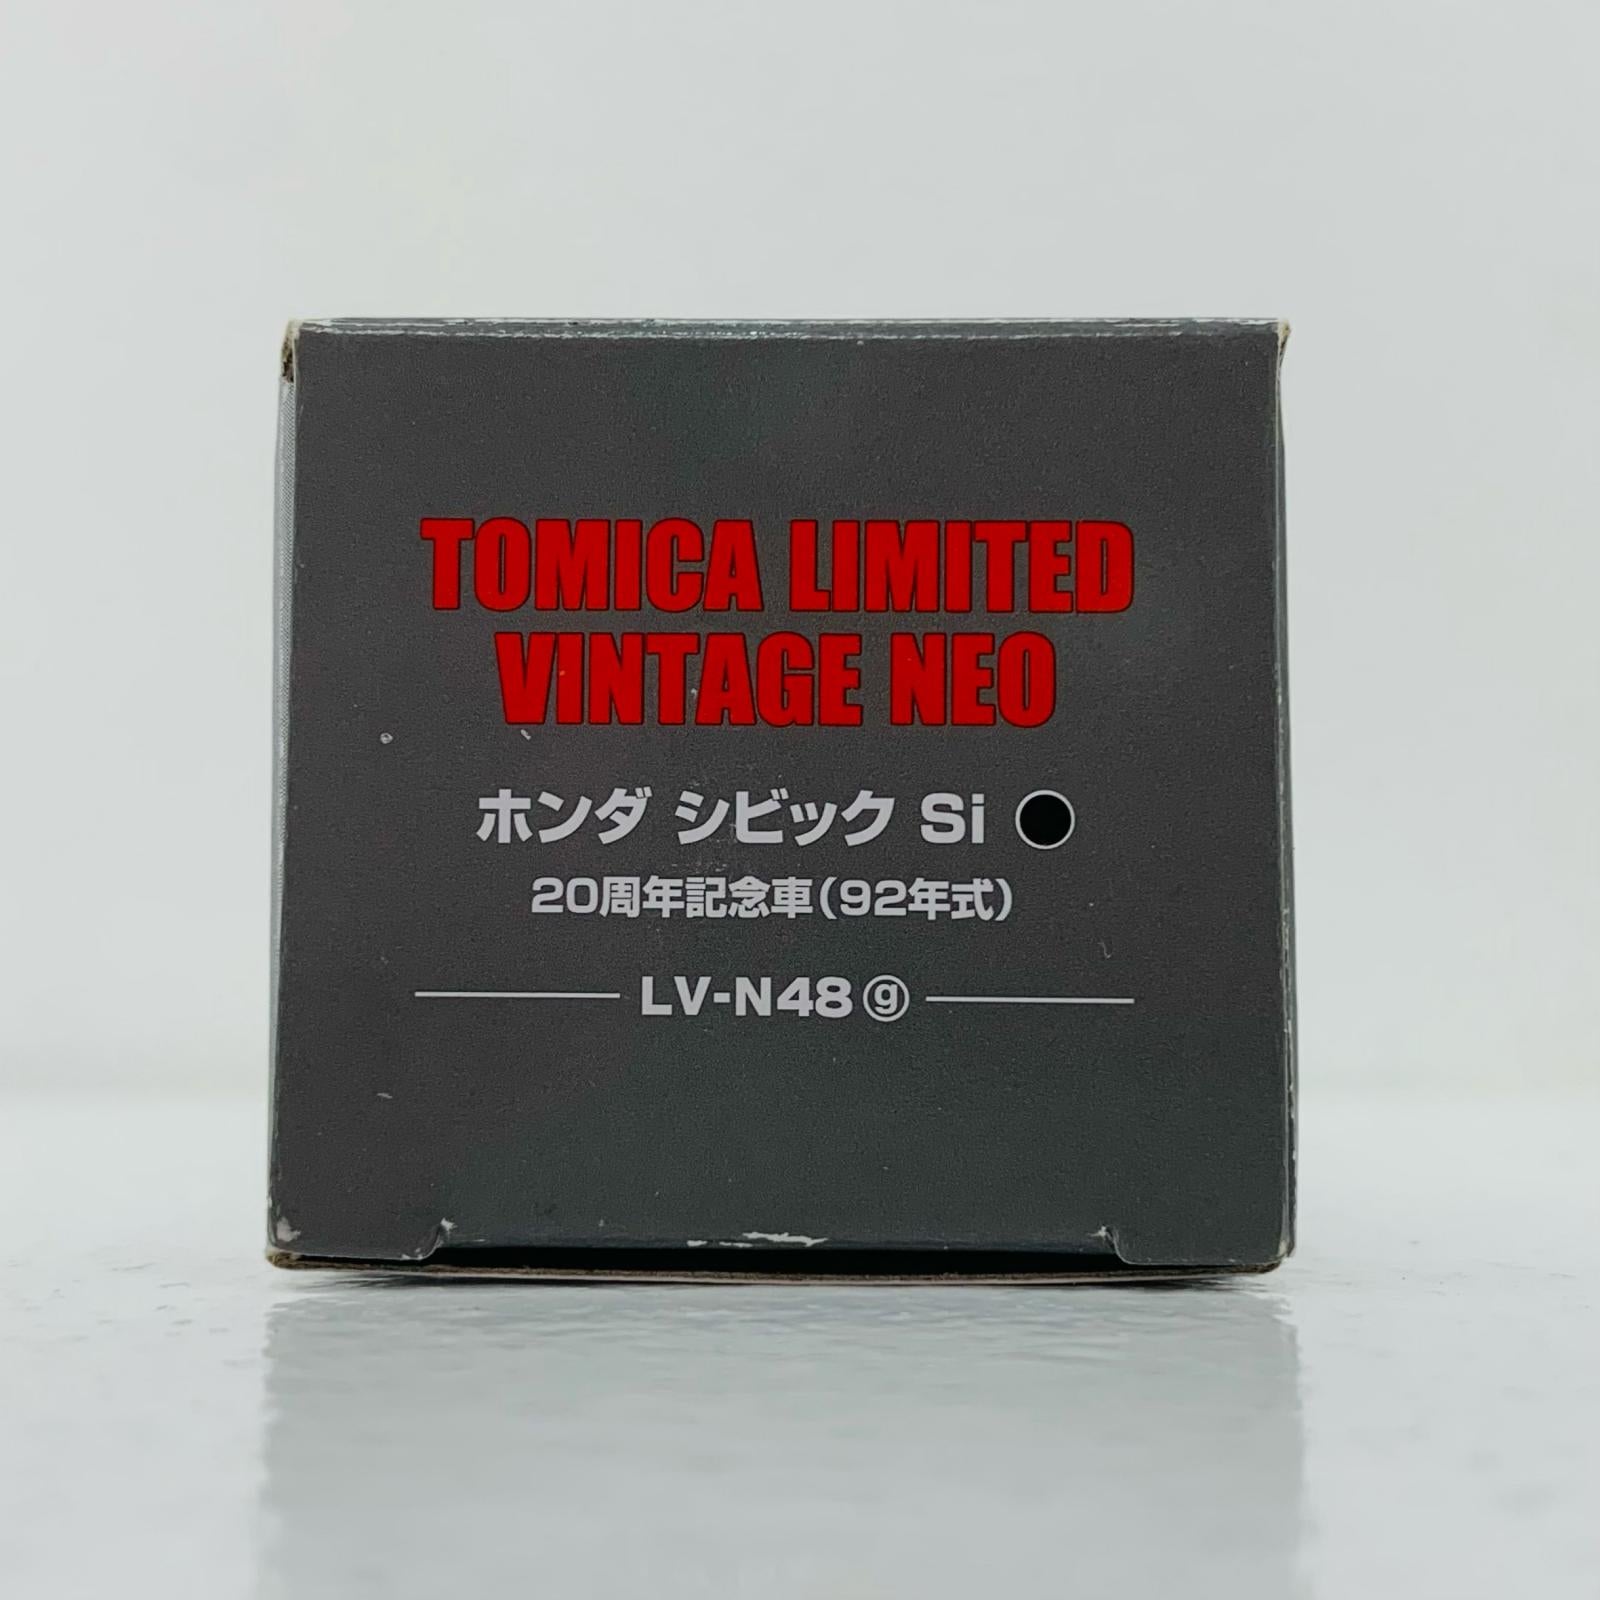 TOMICA LIMITED
VINTAGE NEO
ホンダ シビック Si
20周年記念車(92年式)
LV-N48ⓖ